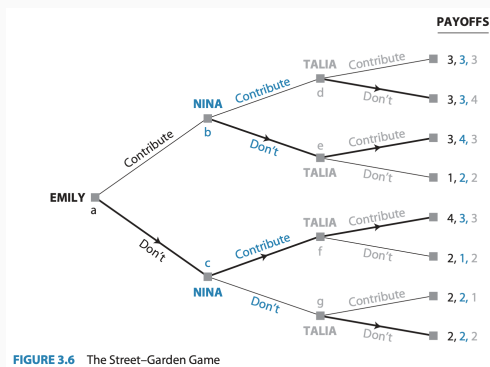 PAYOFFS
TALIA
Contribute
3, 3, 3
d
Don't
3, 3, 4
NINA
Contribute
b
Don't
e
Contribute
3, 4, 3
TALIA
Don't
1, 2, 2
Contribute
EMILY
a
Don't
TALIA
Contribute
4, 3, 3
f
Don't
2, 1, 2
c
Contribute
NINA
Don't
g
Contribute
2, 2, 1
TALIA
Don't
2, 2, 2
FIGURE 3.6 The Street–Garden Game